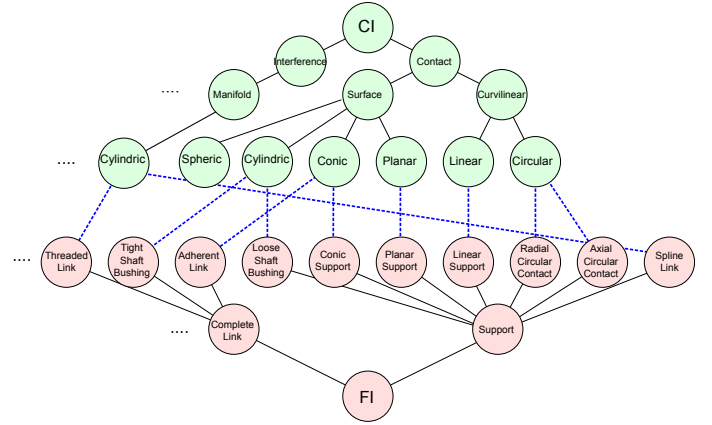 CI
Interference
Contact
....
Manifold
Surface
Curvilinear
....
Cylindric
Spheric
Cylindric
Conic
Planar
Linear
Circular
....
Threaded
Link
Tight
Shaft
Bushing
Adherent
Link
Loose
Shaft
Bushing
Conic
Support
Planar
Support
Linear
Support
Radial
Circular
Contact
Axial
Circular
Contact
Spline
Link
....
Complete
Link
Support
FI